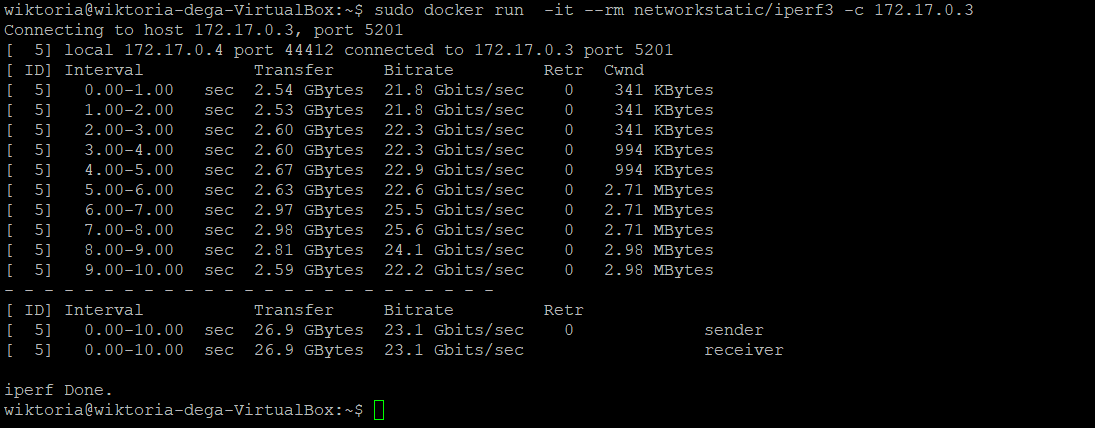 wiktoria@wiktoria-dega-VirtualBox:~$ sudo docker run  -it --rm networkstatic/iperf3 -c 172.17.0.3
Connecting to host 172.17.0.3, port 5201
[  5] local 172.17.0.4 port 44412 connected to 172.17.0.3 port 5201
[ ID] Interval           Transfer     Bitrate         Retr  Cwnd
[  5]   0.00-1.00   sec  2.54 GBytes  21.8 Gbits/sec    0    341 KBytes
[  5]   1.00-2.00   sec  2.53 GBytes  21.8 Gbits/sec    0    341 KBytes
[  5]   2.00-3.00   sec  2.60 GBytes  22.3 Gbits/sec    0    341 KBytes
[  5]   3.00-4.00   sec  2.60 GBytes  22.3 Gbits/sec    0    994 KBytes
[  5]   4.00-5.00   sec  2.67 GBytes  22.9 Gbits/sec    0    994 KBytes
[  5]   5.00-6.00   sec  2.63 GBytes  22.6 Gbits/sec    0   2.71 MBytes
[  5]   6.00-7.00   sec  2.97 GBytes  25.5 Gbits/sec    0   2.71 MBytes
[  5]   7.00-8.00   sec  2.98 GBytes  25.6 Gbits/sec    0   2.71 MBytes
[  5]   8.00-9.00   sec  2.81 GBytes  24.1 Gbits/sec    0   2.98 MBytes
[  5]   9.00-10.00  sec  2.59 GBytes  22.2 Gbits/sec    0   2.98 MBytes
- - - - - - - - - - - - - - - - - - - - - - - - -
[ ID] Interval           Transfer     Bitrate         Retr
[  5]   0.00-10.00  sec  26.9 GBytes  23.1 Gbits/sec    0             sender
[  5]   0.00-10.00  sec  26.9 GBytes  23.1 Gbits/sec                  receiver

iperf Done.
wiktoria@wiktoria-dega-VirtualBox:~$